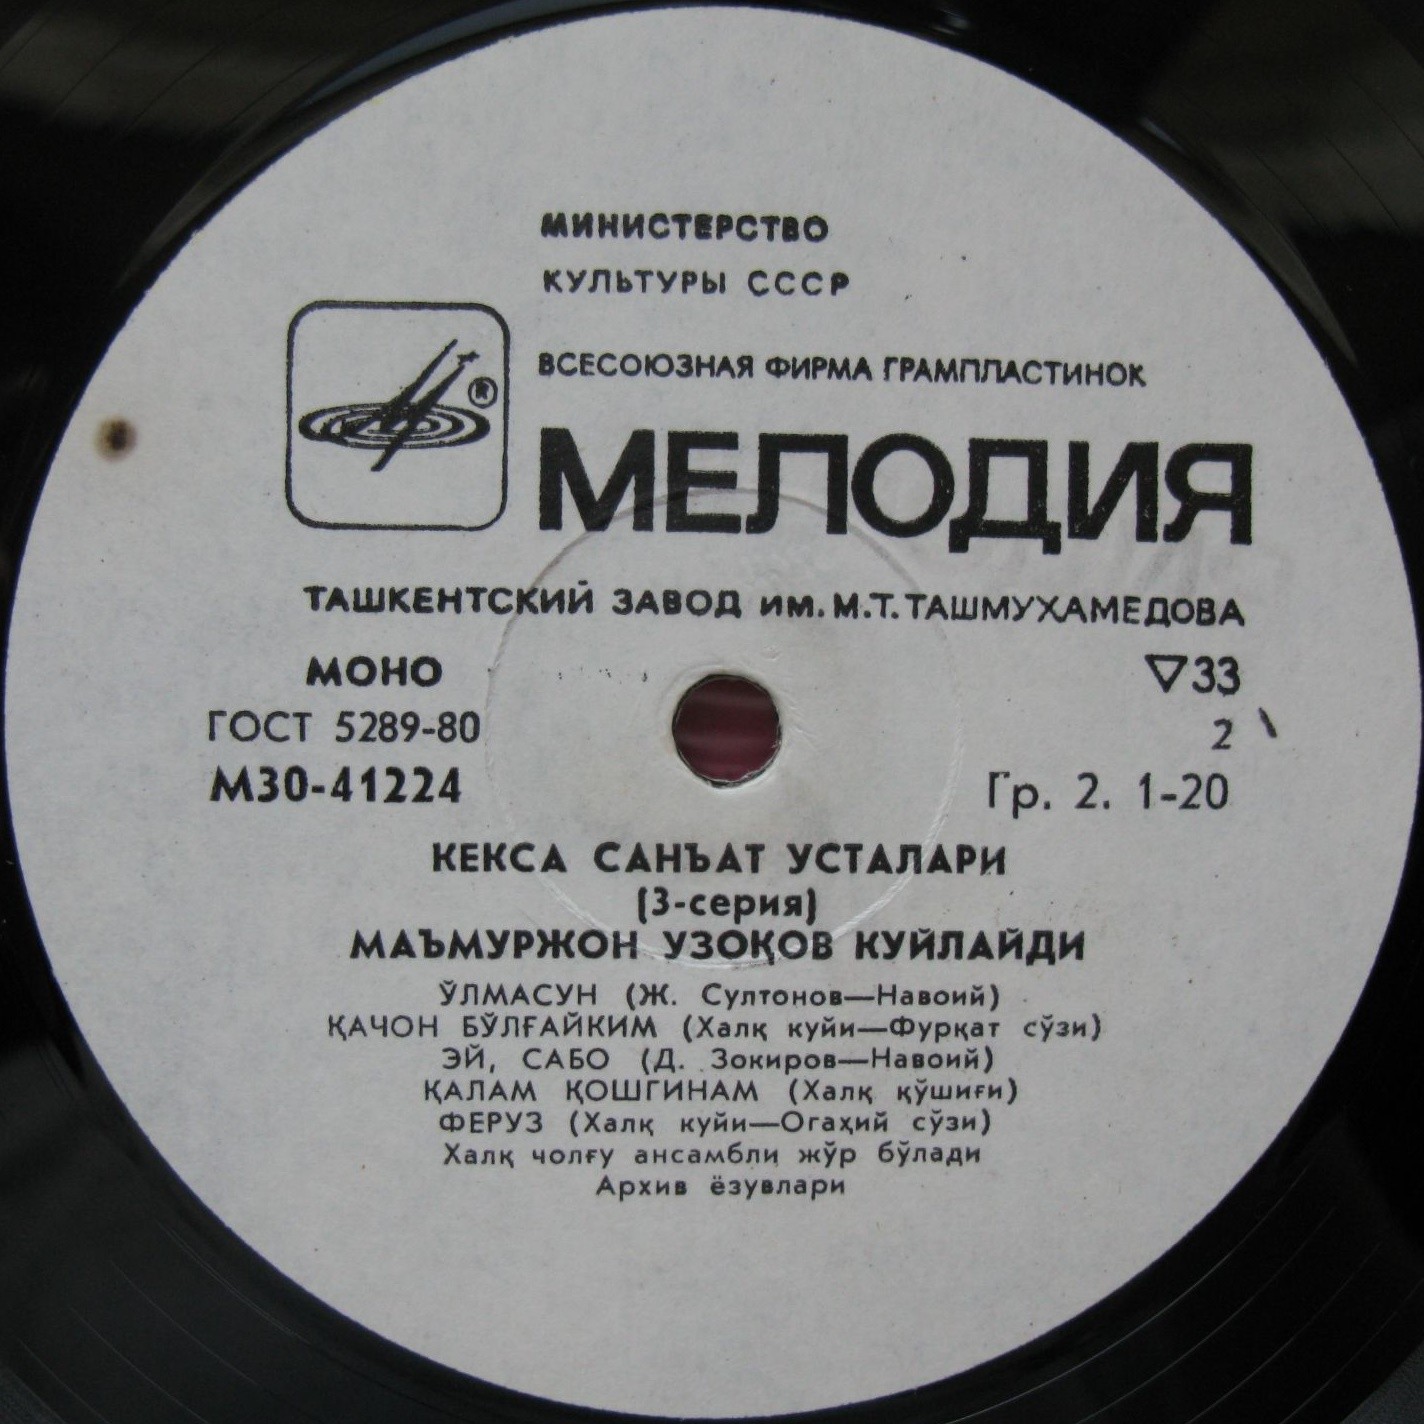 МИНИСТЕРСТВО
КУЛЬТУРЫ СССР
ВСЕСОЮЗНАЯ ФИРМА ГРАМПЛАСТИНОК
®
МЕЛОДИЯ
ТАШКЕНТСКИЙ ЗАВОД ИМ. М.Т. ТАШМУХАМЕДОВА
МОНО ▽33
ГОСТ 5289-80 2
М30-41224 Гр. 2. 1-20
КЕКСА САНЪАТ УСТАЛАРИ
(3-серия)
МАЪМУРЖОН УЗОҚОВ КУЙЛАЙДИ
ЎЛМАСУН (Ж. Султонов—Навоий)
ҚАЧОН БЎЛҒАЙКИМ (Халқ куйи—Фурқат сўзи)
ЭЙ, САБО (Д. Зокиров—Навоий)
ҚАЛАМ ҚОШГИНАМ (Халқ қўшиғи)
ФЕРУЗ (Халқ куйи—Огаҳий сўзи)
Халқ чолғу ансамбли жўр бўлади
Архив ёзувлари